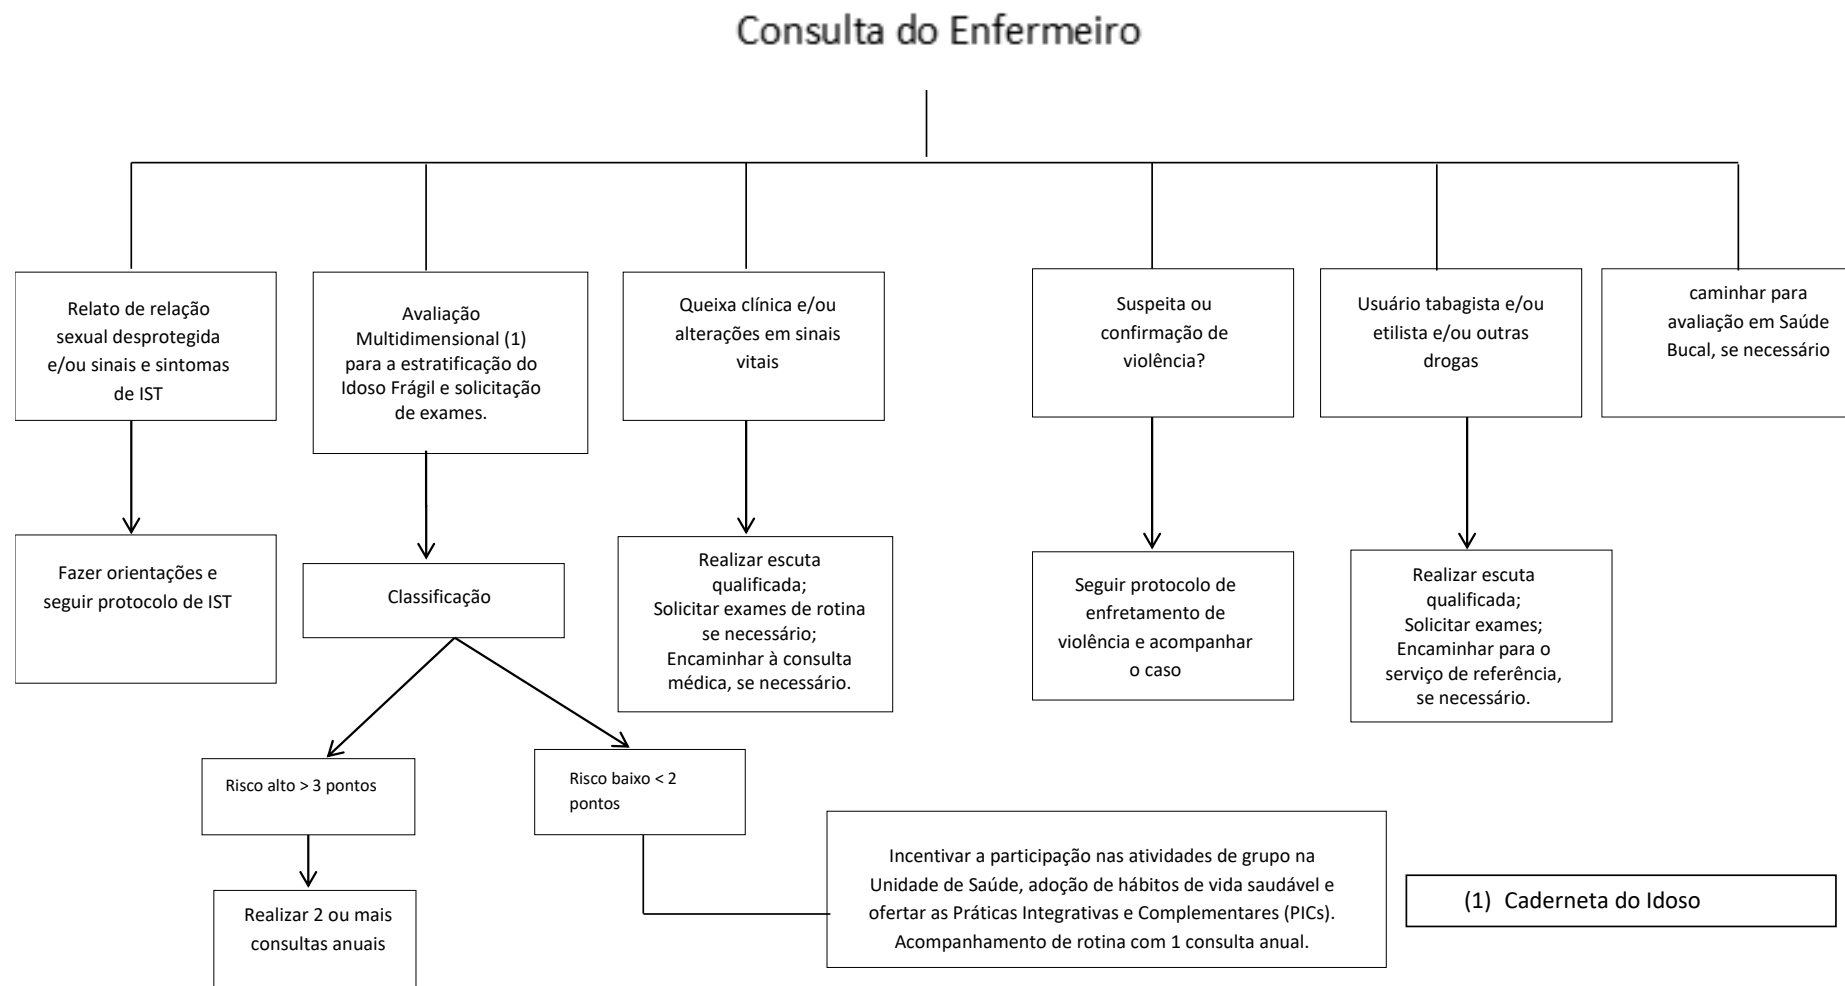 Consulta do Enfermeiro
Relato de relação
sexual desprotegida
e/ou sinais e sintomas
de IST
Avaliação
Multidimensional (1)
para a estratificação do
Idoso Frágil e solicitação
de exames.
Queixa clínica e/ou
alterações em sinais
vitais
Suspeita ou
confirmação de
violência?
Usuário tabagista e/ou
etilista e/ou outras
drogas
caminhar para
avaliação em Saúde
Bucal, se necessário
Fazer orientações e
seguir protocolo de IST
Classificação
Realizar escuta
qualificada;
Solicitar exames de rotina
se necessário;
Encaminhar à consulta
médica, se necessário.
Seguir protocolo de
enfretamento de
violência e acompanhar
o caso
Realizar escuta
qualificada;
Solicitar exames;
Encaminhar para o
serviço de referência,
se necessário.
Risco alto > 3 pontos
Risco baixo < 2
pontos
Realizar 2 ou mais
consultas anuais
Incentivar a participação nas atividades de grupo na
Unidade de Saúde, adoção de hábitos de vida saudável e
ofertar as Práticas Integrativas e Complementares (PICs).
Acompanhamento de rotina com 1 consulta anual.
(1) Caderneta do Idoso